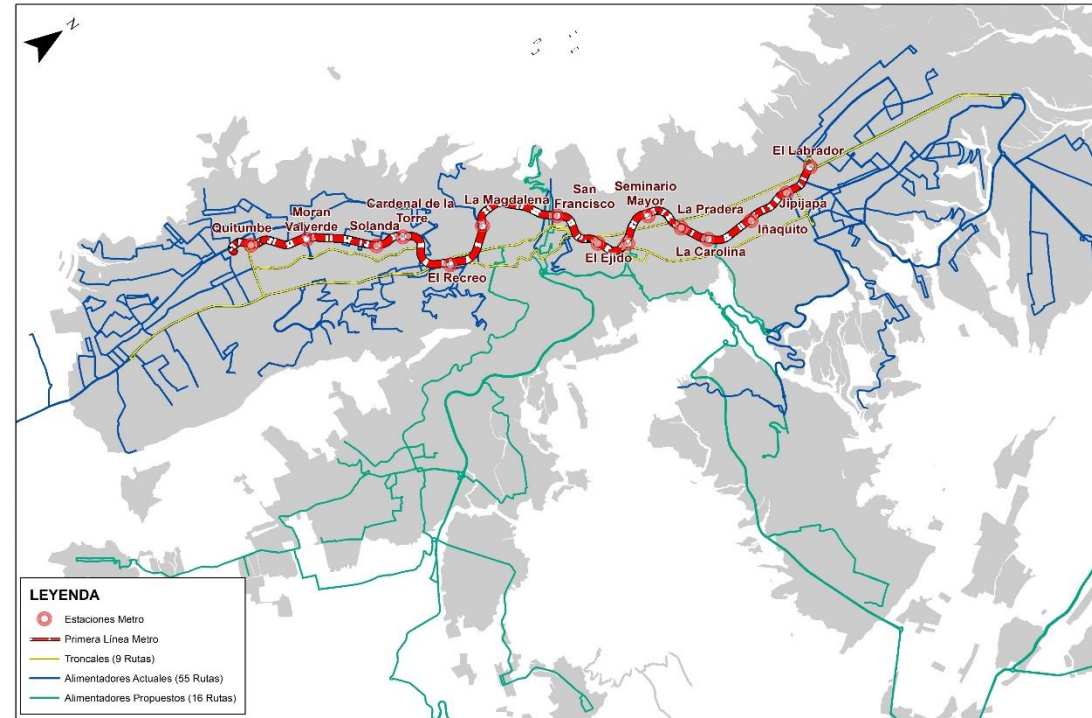 N
El Labrador
Jipijapa
Iñaquito
La Carolina
La Pradera
Seminario
Mayor
El Ejido
San
Francisco
La Magdalena
El Recreo
Cardenal de la
Torre
Solanda
Moran
Valverde
Quitumbe
LEYENDA
Estaciones Metro
Primera Línea Metro
Troncales (9 Rutas)
Alimentadores Actuales (55 Rutas)
Alimentadores Propuestos (16 Rutas)